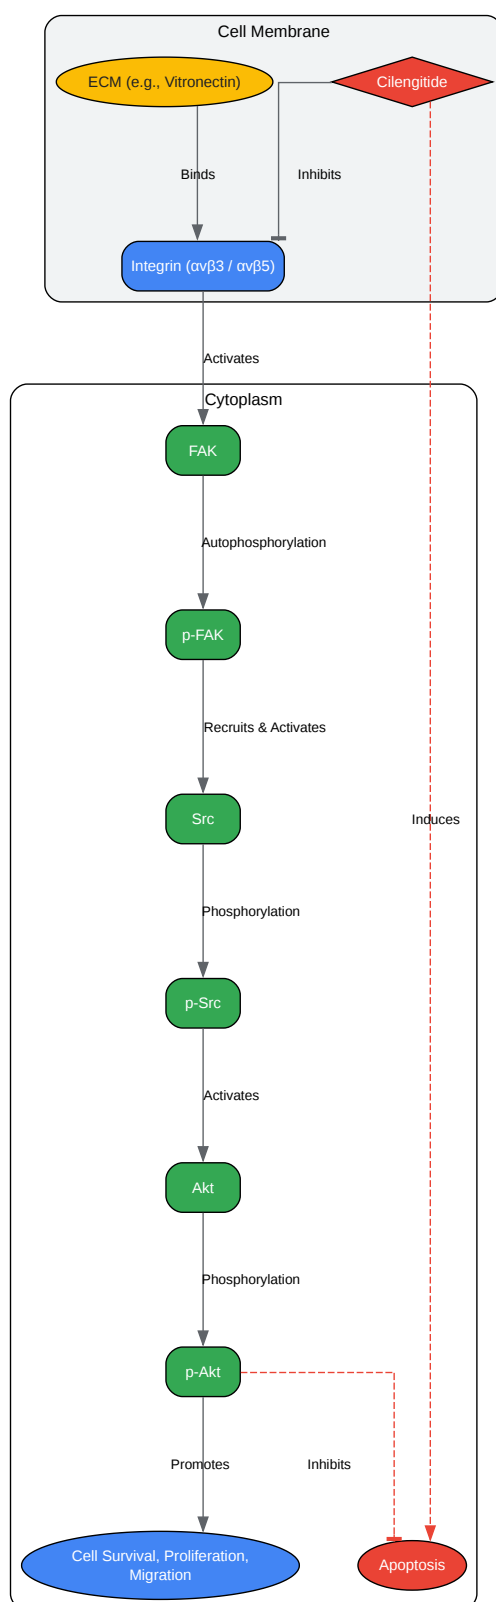 Cell Membrane
ECM (e.g., Vitronectin)
Cilengitide
Binds
Inhibits
Integrin (αvβ3 / αvβ5)
Activates
Cytoplasm
FAK
Autophosphorylation
p-FAK
Recruits & Activates
Src
Induces
Phosphorylation
p-Src
Activates
Akt
Phosphorylation
p-Akt
Promotes
Inhibits
Cell Survival, Proliferation,
Migration
Apoptosis